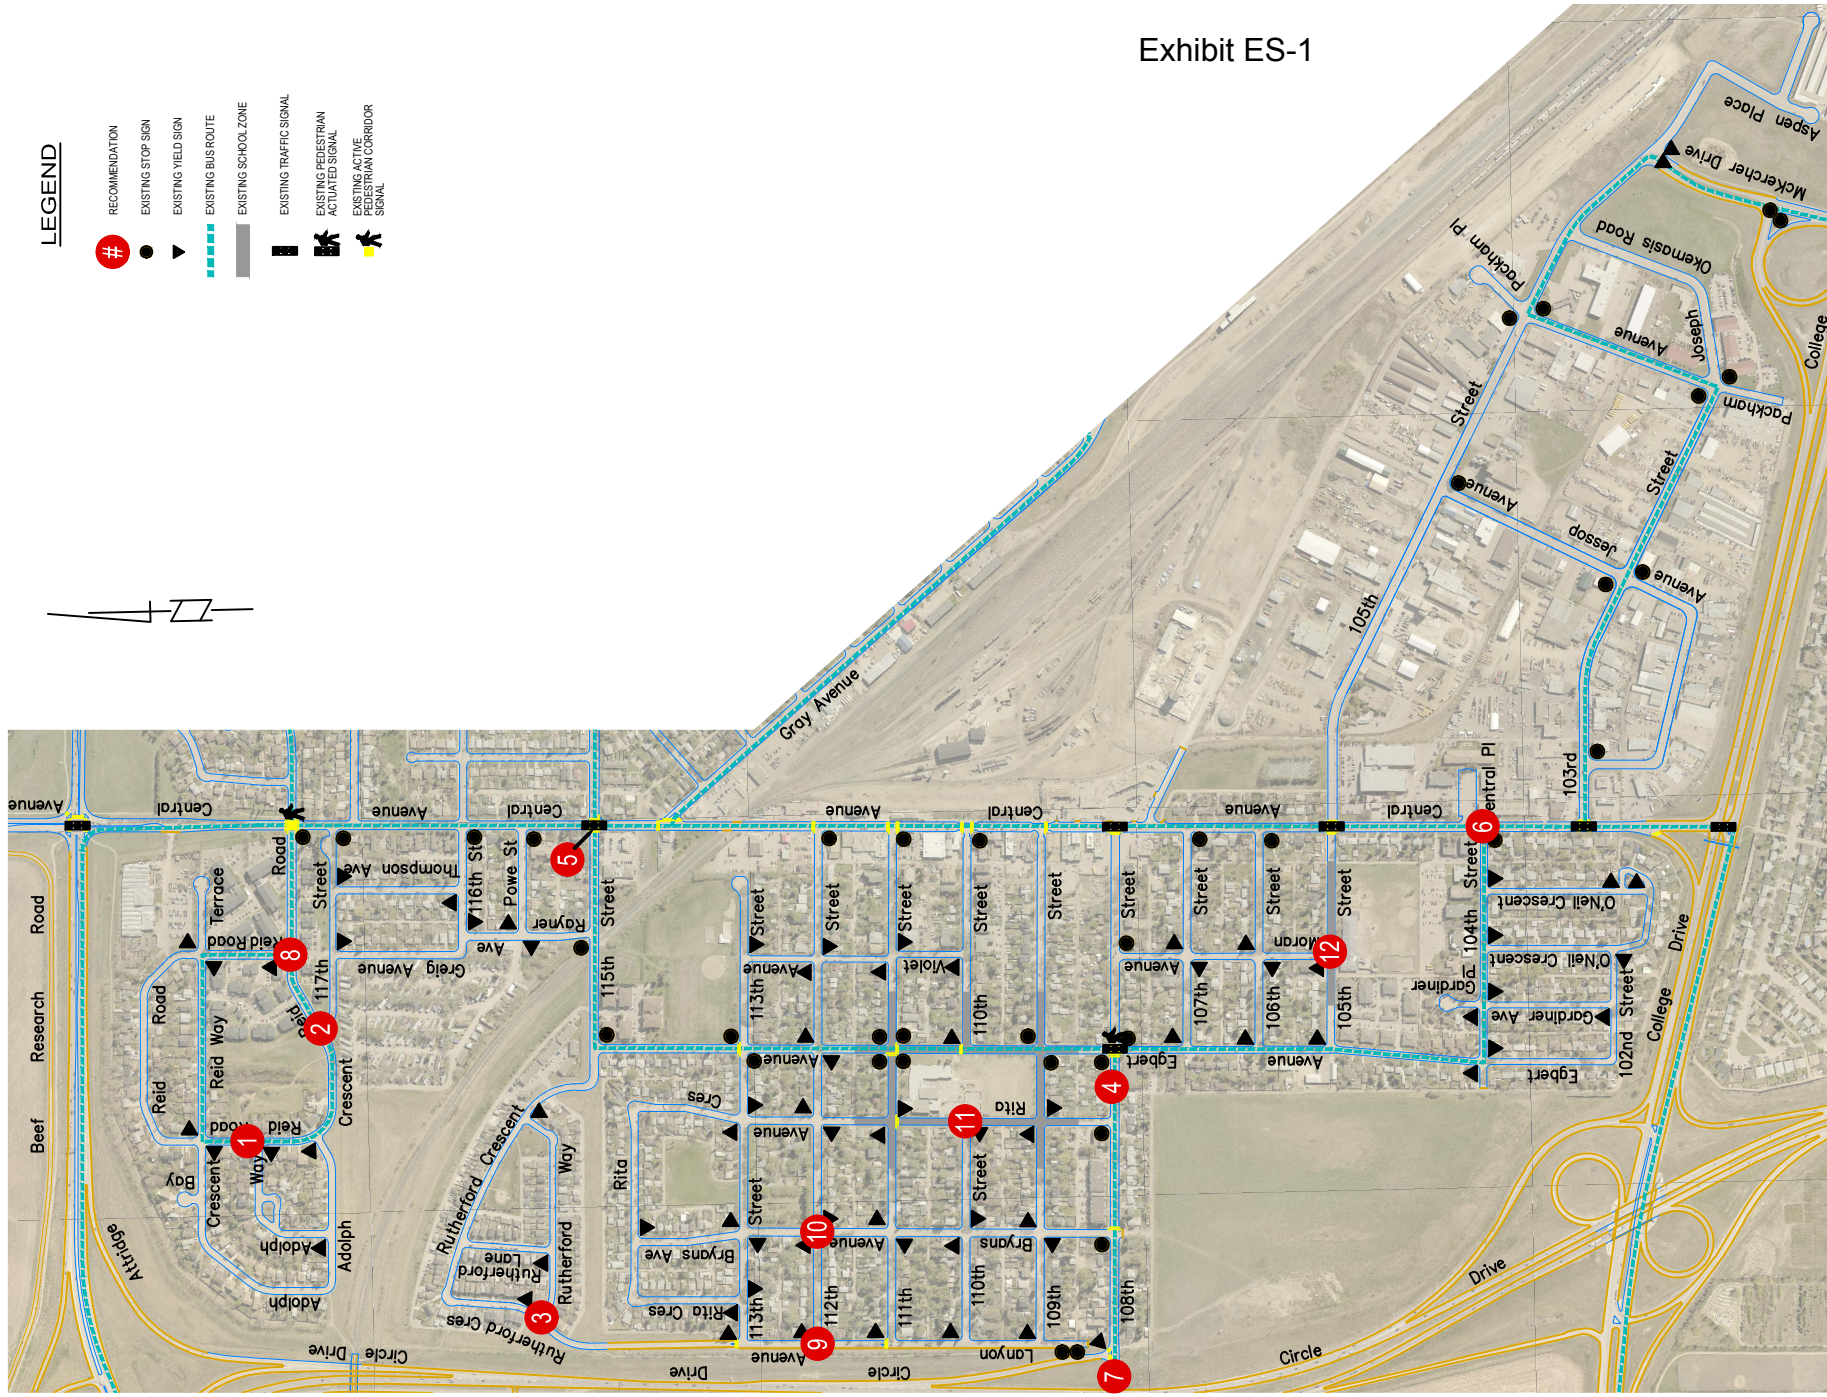 Exhibit ES-1
LEGEND
#
RECOMMENDATION
EXISTING STOP SIGN
EXISTING YIELD SIGN
EXISTING BUS ROUTE
EXISTING SCHOOL ZONE
EXISTING TRAFFIC SIGNAL
EXISTING PEDESTRIAN
ACTUATED SIGNAL
EXISTING ACTIVE
PEDESTRIAN CORRIDOR
SIGNAL
Aspen Place
McKercher Drive
Okemasis Road
Packham Pl
Joseph
Avenue
Packham
College
Street
Street
Avenue
Jessop
Avenue
105th
103rd
Gray Avenue
Central Pl
Avenue
Central
Avenue
Central
Avenue
Central
Avenue
Central
Beef
Research
Road
Attridge
Road
Terrace
Reid Road
Reid
Road
Reid Way
Reid
Road
Reid
Crescent
Street
117th
Thompson Ave
116th St
Powe St
Rayner
Ave
Greig Avenue
Street
115th
Bay
Crescent
Way
Adolph
Adolph
Adolph
Rutherford
Crescent
Way
Rutherford
Rutherford
Lane
Rutherford Cres
Rutherford
Rita
Cres
Rita Cres
Bryans Ave
Street
113th
Avenue
Street
Violet
Street
110th
Street
Avenue
Avenue
Street
113th
112th
Avenue
111th
Street
110th
Bryans
109th
Rita
Avenue
Lanyon
108th
Egbert
Street
Avenue
Street
107th
Street
106th
Moran
Street
105th
Avenue
Street
104th
Gardiner
Pl
O'Neil Crescent
O'Neil Crescent
Gardiner Ave
Egbert
Street
102nd
College
Drive
Circle
Drive
Circle
Drive
Circle
Drive
1
2
3
4
5
6
7
8
9
10
11
12